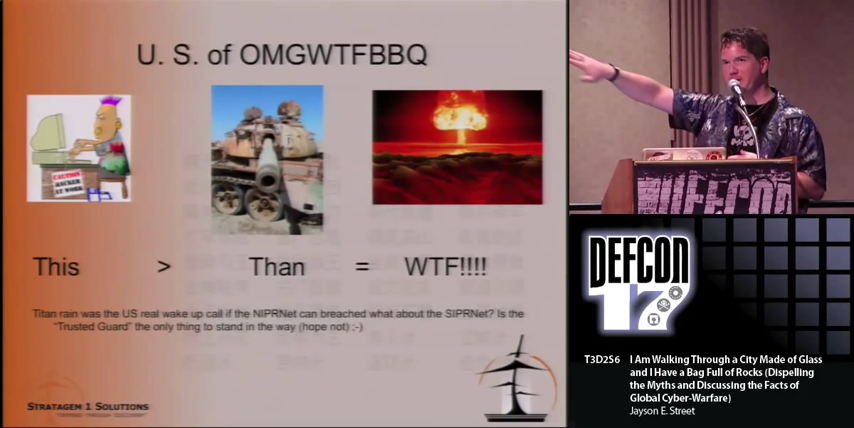 U. S. of OMGWTFBBQ
CAUTION
HACKER
AT WORK
This > Than = WTF!!!!
Titan rain was the US real wake up call if the NIPRNet can breached what about the SIPRNet? Is the
"Trusted Guard" the only thing to stand in the way (hope not) :-)
STRATAGEM 1 SOLUTIONS
DEFCON
DEFCON
17
T3D2S6 I Am Walking Through a City Made of Glass
and I Have a Bag Full of Rocks (Dispelling
the Myths and Discussing the Facts of
Global Cyber-Warfare)
Jayson E. Street